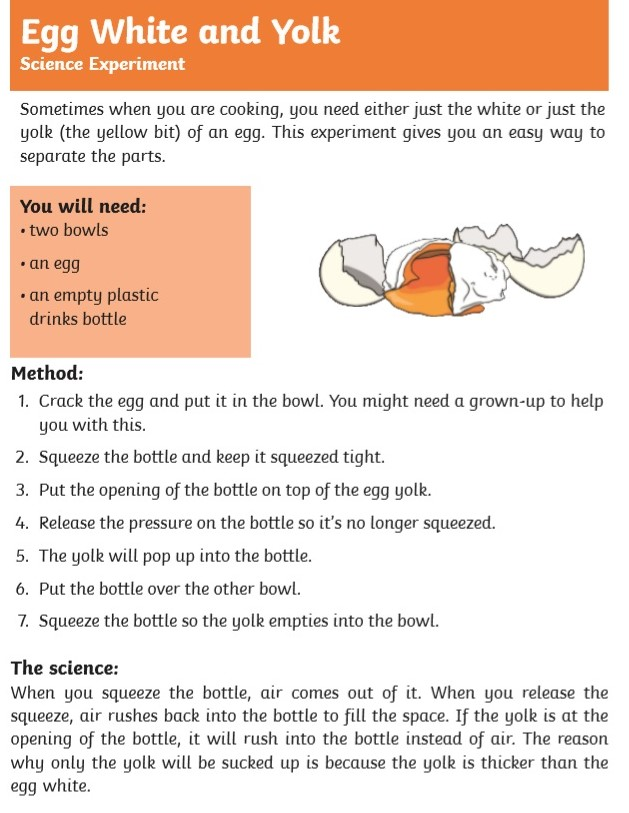 Egg White and Yolk
Science Experiment
Sometimes when you are cooking, you need either just the white or just the
yolk (the yellow bit) of an egg. This experiment gives you an easy way to
separate the parts.
You will need:
• two bowls
• an egg
• an empty plastic
drinks bottle
Method:
1. Crack the egg and put it in the bowl. You might need a grown-up to help
you with this.
2. Squeeze the bottle and keep it squeezed tight.
3. Put the opening of the bottle on top of the egg yolk.
4. Release the pressure on the bottle so it's no longer squeezed.
5. The yolk will pop up into the bottle.
6. Put the bottle over the other bowl.
7. Squeeze the bottle so the yolk empties into the bowl.
The science:
When you squeeze the bottle, air comes out of it. When you release the
squeeze, air rushes back into the bottle to fill the space. If the yolk is at the
opening of the bottle, it will rush into the bottle instead of air. The reason
why only the yolk will be sucked up is because the yolk is thicker than the
egg white.